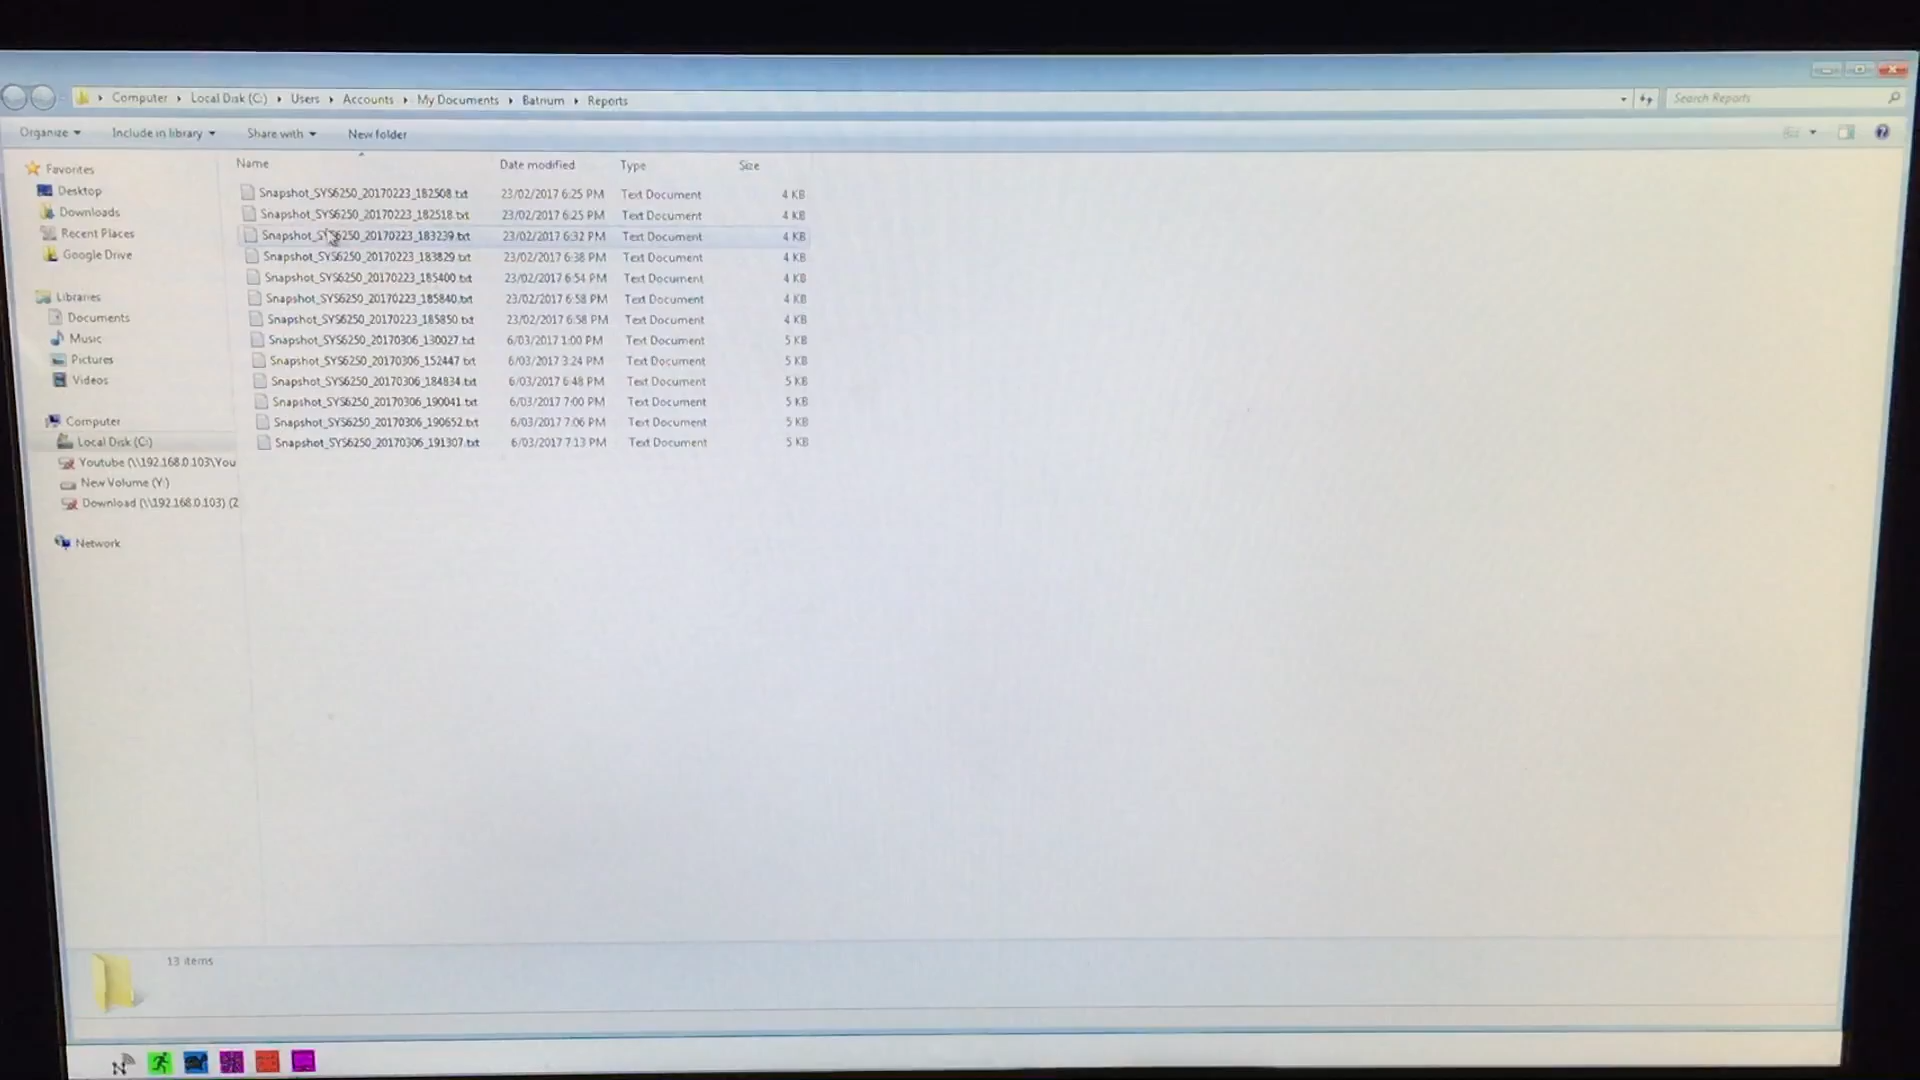 Computer Local Disk (C:) Users Accounts My Documents Batnum Reports Search Reports
Organize Include in library Share with New folder
Name Date modified Type Size
Favorites
Desktop
Downloads
Recent Places
Google Drive
Libraries
Documents
Music
Pictures
Videos
Computer
Local Disk (C:)
Youtube (\\192.168.0.103\You
New Volume (Y:)
Download (\\192.168.0.103) (Z
Network
Snapshot_SYS6250_20170223_182508.txt 23/02/2017 6:25 PM Text Document 4 KB
Snapshot_SYS6250_20170223_182518.txt 23/02/2017 6:25 PM Text Document 4 KB
Snapshot_SYS6250_20170223_183239.txt 23/02/2017 6:32 PM Text Document 4 KB
Snapshot_SYS6250_20170223_183829.txt 23/02/2017 6:38 PM Text Document 4 KB
Snapshot_SYS6250_20170223_185400.txt 23/02/2017 6:54 PM Text Document 4 KB
Snapshot_SYS6250_20170223_185840.txt 23/02/2017 6:58 PM Text Document 4 KB
Snapshot_SYS6250_20170223_185850.txt 23/02/2017 6:58 PM Text Document 4 KB
Snapshot_SYS6250_20170306_130027.txt 6/03/2017 1:00 PM Text Document 5 KB
Snapshot_SYS6250_20170306_152447.txt 6/03/2017 3:24 PM Text Document 5 KB
Snapshot_SYS6250_20170306_184834.txt 6/03/2017 6:48 PM Text Document 5 KB
Snapshot_SYS6250_20170306_190041.txt 6/03/2017 7:00 PM Text Document 5 KB
Snapshot_SYS6250_20170306_190652.txt 6/03/2017 7:06 PM Text Document 5 KB
Snapshot_SYS6250_20170306_191307.txt 6/03/2017 7:13 PM Text Document 5 KB
13 items